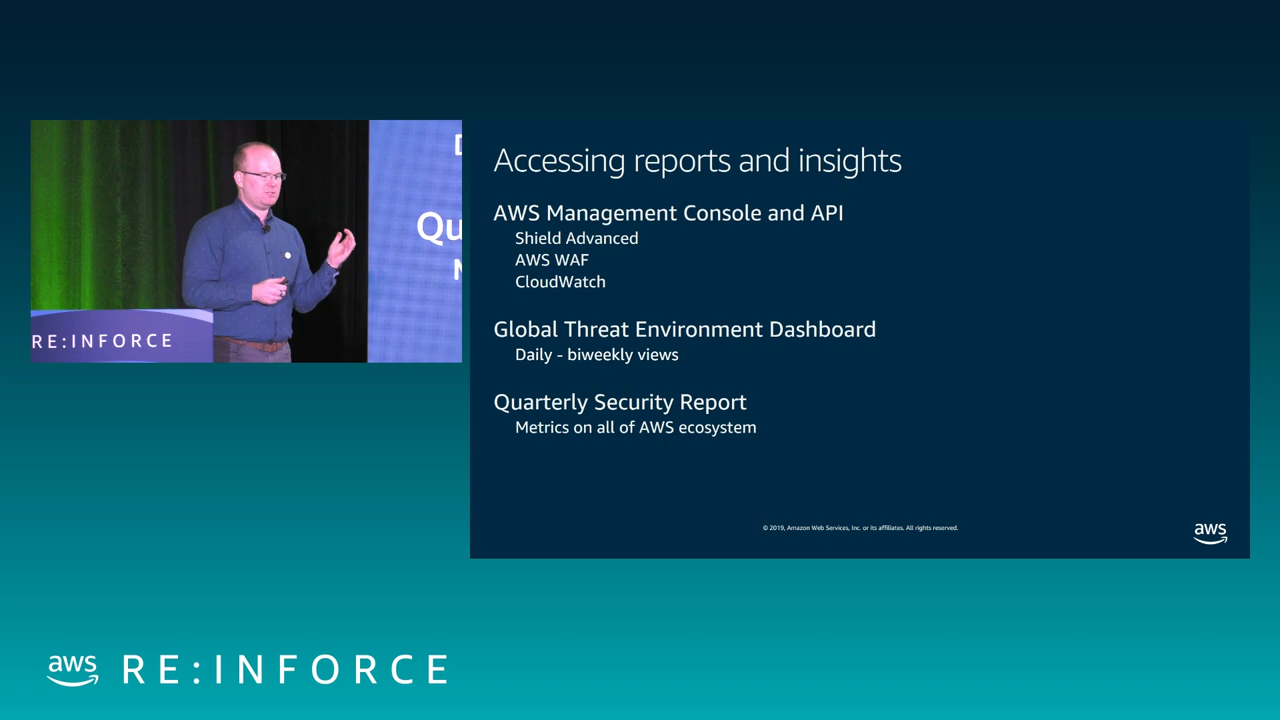 Accessing reports and insights
AWS Management Console and API
Shield Advanced
AWS WAF
CloudWatch
Global Threat Environment Dashboard
Daily - biweekly views
Quarterly Security Report
Metrics on all of AWS ecosystem
© 2019, Amazon Web Services, Inc. or its affiliates. All rights reserved.
aws
Qu
RE:INFORCE
aws RE:INFORCE